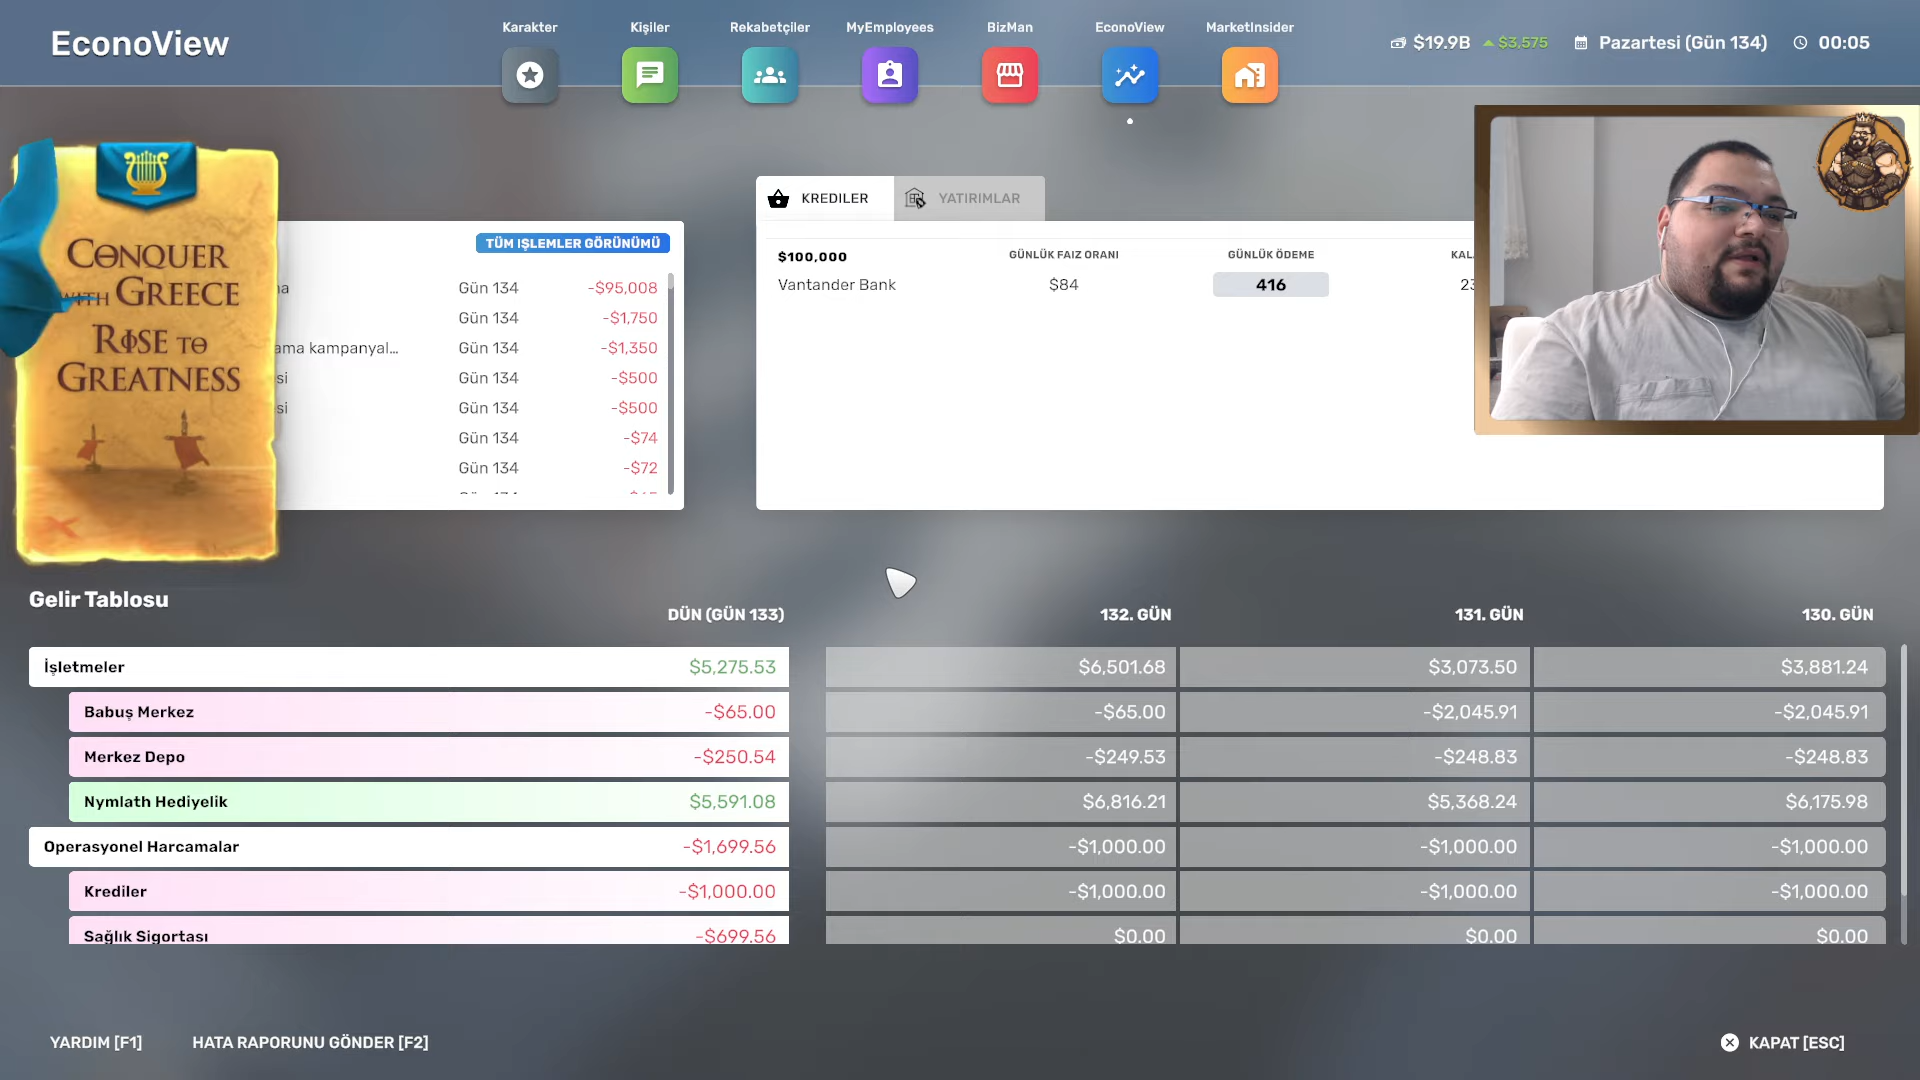 EconoView
Karakter
Kişiler
Rekabetçiler
MyEmployees
BizMan
EconoView
MarketInsider
$19.9B
$3,575
Pazartesi (Gün 134)
00:05
CONQUER
WITH GREECE
RISE TO
GREATNESS
TÜM IŞLEMLER GÖRÜNÜMÜ
Gün 134 -$95,008
Gün 134 -$1,750
ama kampanyal... Gün 134 -$1,350
si Gün 134 -$500
si Gün 134 -$500
Gün 134 -$74
Gün 134 -$72
KREDILER
YATIRIMLAR
$100,000 GÜNLÜK FAIZ ORANI GÜNLÜK ÖDEME
Vantander Bank $84 416
Gelir Tablosu
DÜN (GÜN 133) 132. GÜN 131. GÜN 130. GÜN
İşletmeler $5,275.53 $6,501.68 $3,073.50 $3,881.24
Babuş Merkez -$65.00 -$65.00 -$2,045.91 -$2,045.91
Merkez Depo -$250.54 -$249.53 -$248.83 -$248.83
Nymlath Hediyelik $5,591.08 $6,816.21 $5,368.24 $6,175.98
Operasyonel Harcamalar -$1,699.56 -$1,000.00 -$1,000.00 -$1,000.00
Krediler -$1,000.00 -$1,000.00 -$1,000.00 -$1,000.00
Sağlık Sigortası -$699.56 $0.00 $0.00 $0.00
YARDIM [F1]
HATA RAPORUNU GÖNDER [F2]
KAPAT [ESC]